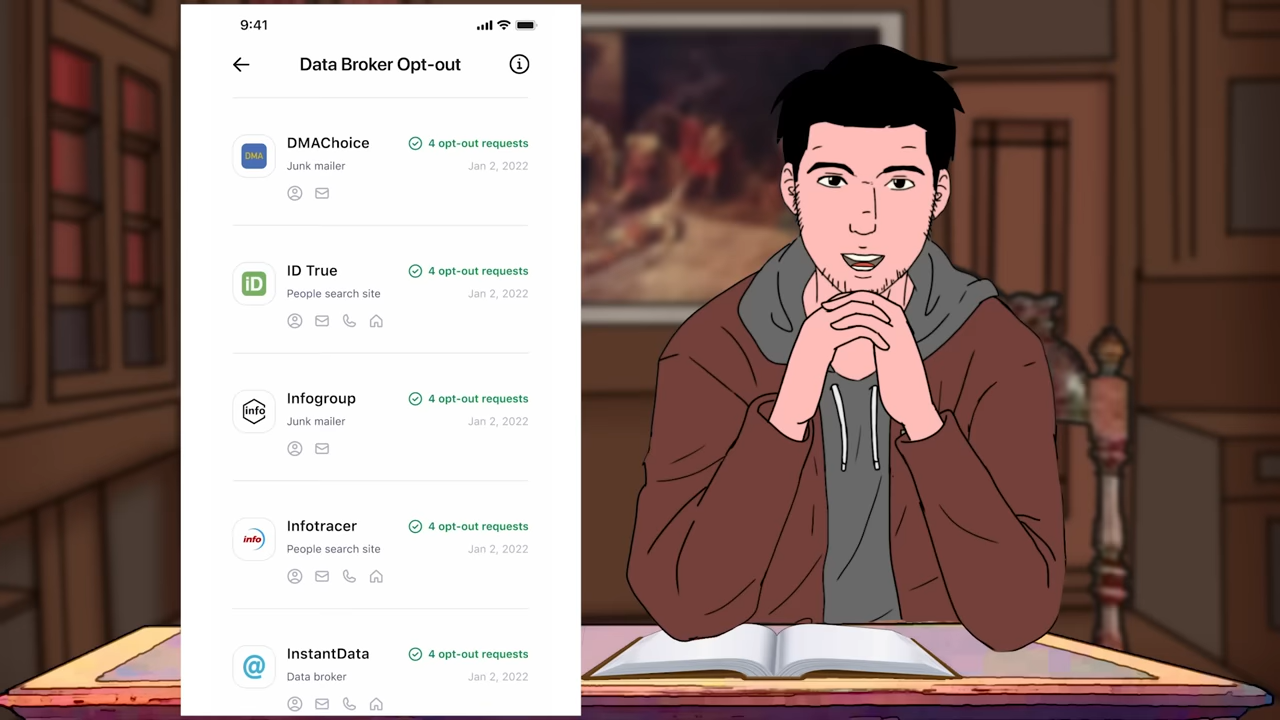 9:41
Data Broker Opt-out
DMA
DMAChoice
4 opt-out requests
Junk mailer
Jan 2, 2022
iD
ID True
4 opt-out requests
People search site
Jan 2, 2022
info
Infogroup
4 opt-out requests
Junk mailer
Jan 2, 2022
info
Infotracer
4 opt-out requests
People search site
Jan 2, 2022
@
InstantData
4 opt-out requests
Data broker
Jan 2, 2022